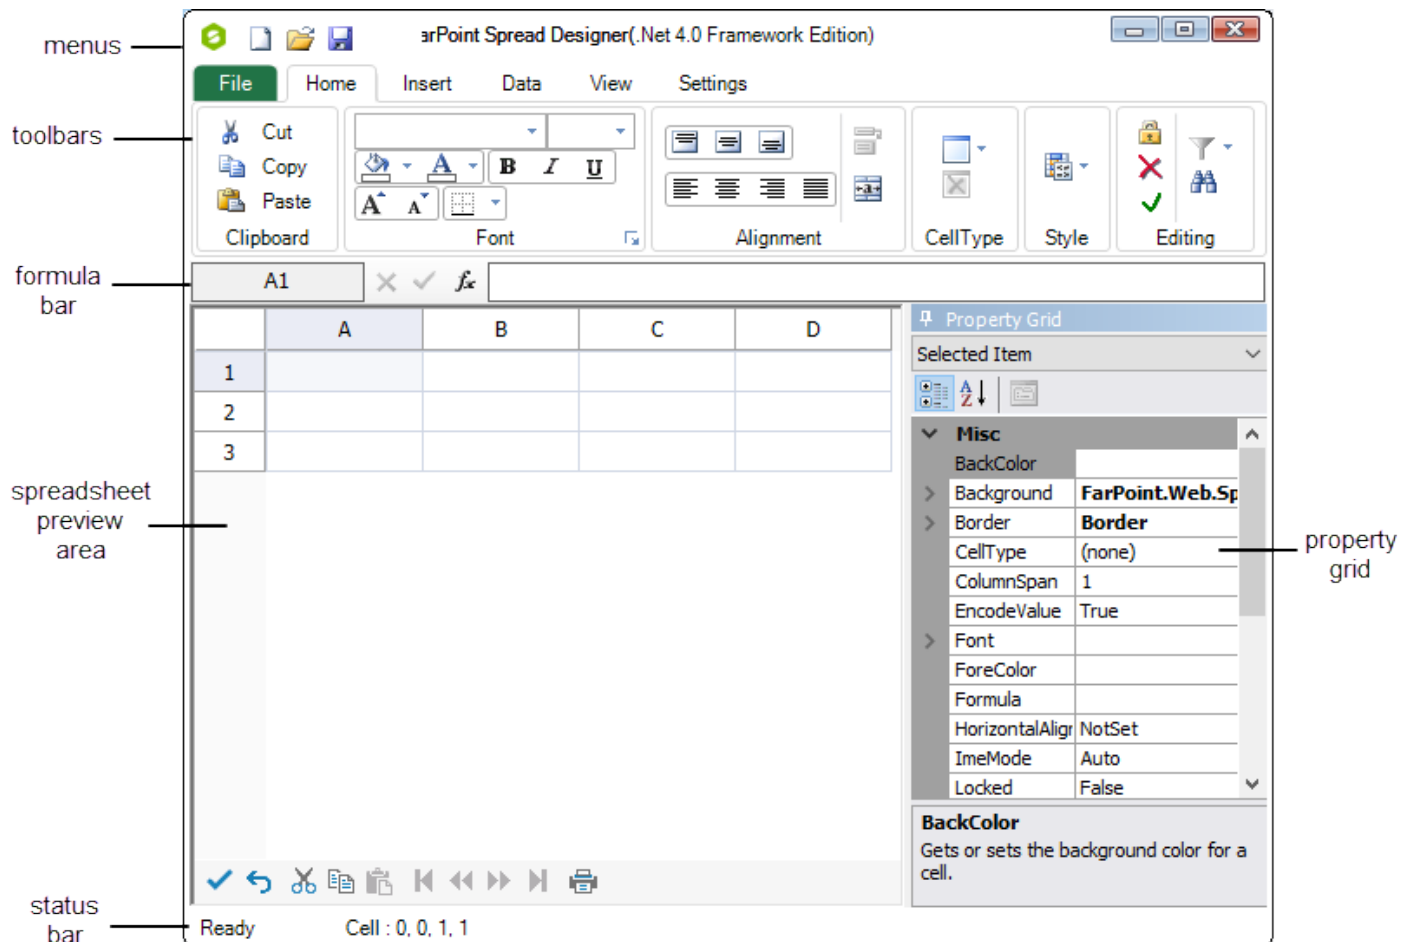 menus
arPoint Spread Designer(.Net 4.0 Framework Edition)
File Home Insert Data View Settings
toolbars
Cut
Copy
Paste
Clipboard
B I U
A A
Font
Alignment
CellType
Style
Editing
formula
bar
A1
fx
A B C D
1
2
3
spreadsheet
preview
area
Property Grid
Selected Item
Misc
BackColor
Background FarPoint.Web.Sp
Border Border
CellType (none)
ColumnSpan 1
EncodeValue True
Font
ForeColor
Formula
HorizontalAligr NotSet
ImeMode Auto
Locked False
property
grid
BackColor
Gets or sets the background color for a
cell.
status
bar
Ready Cell : 0, 0, 1, 1